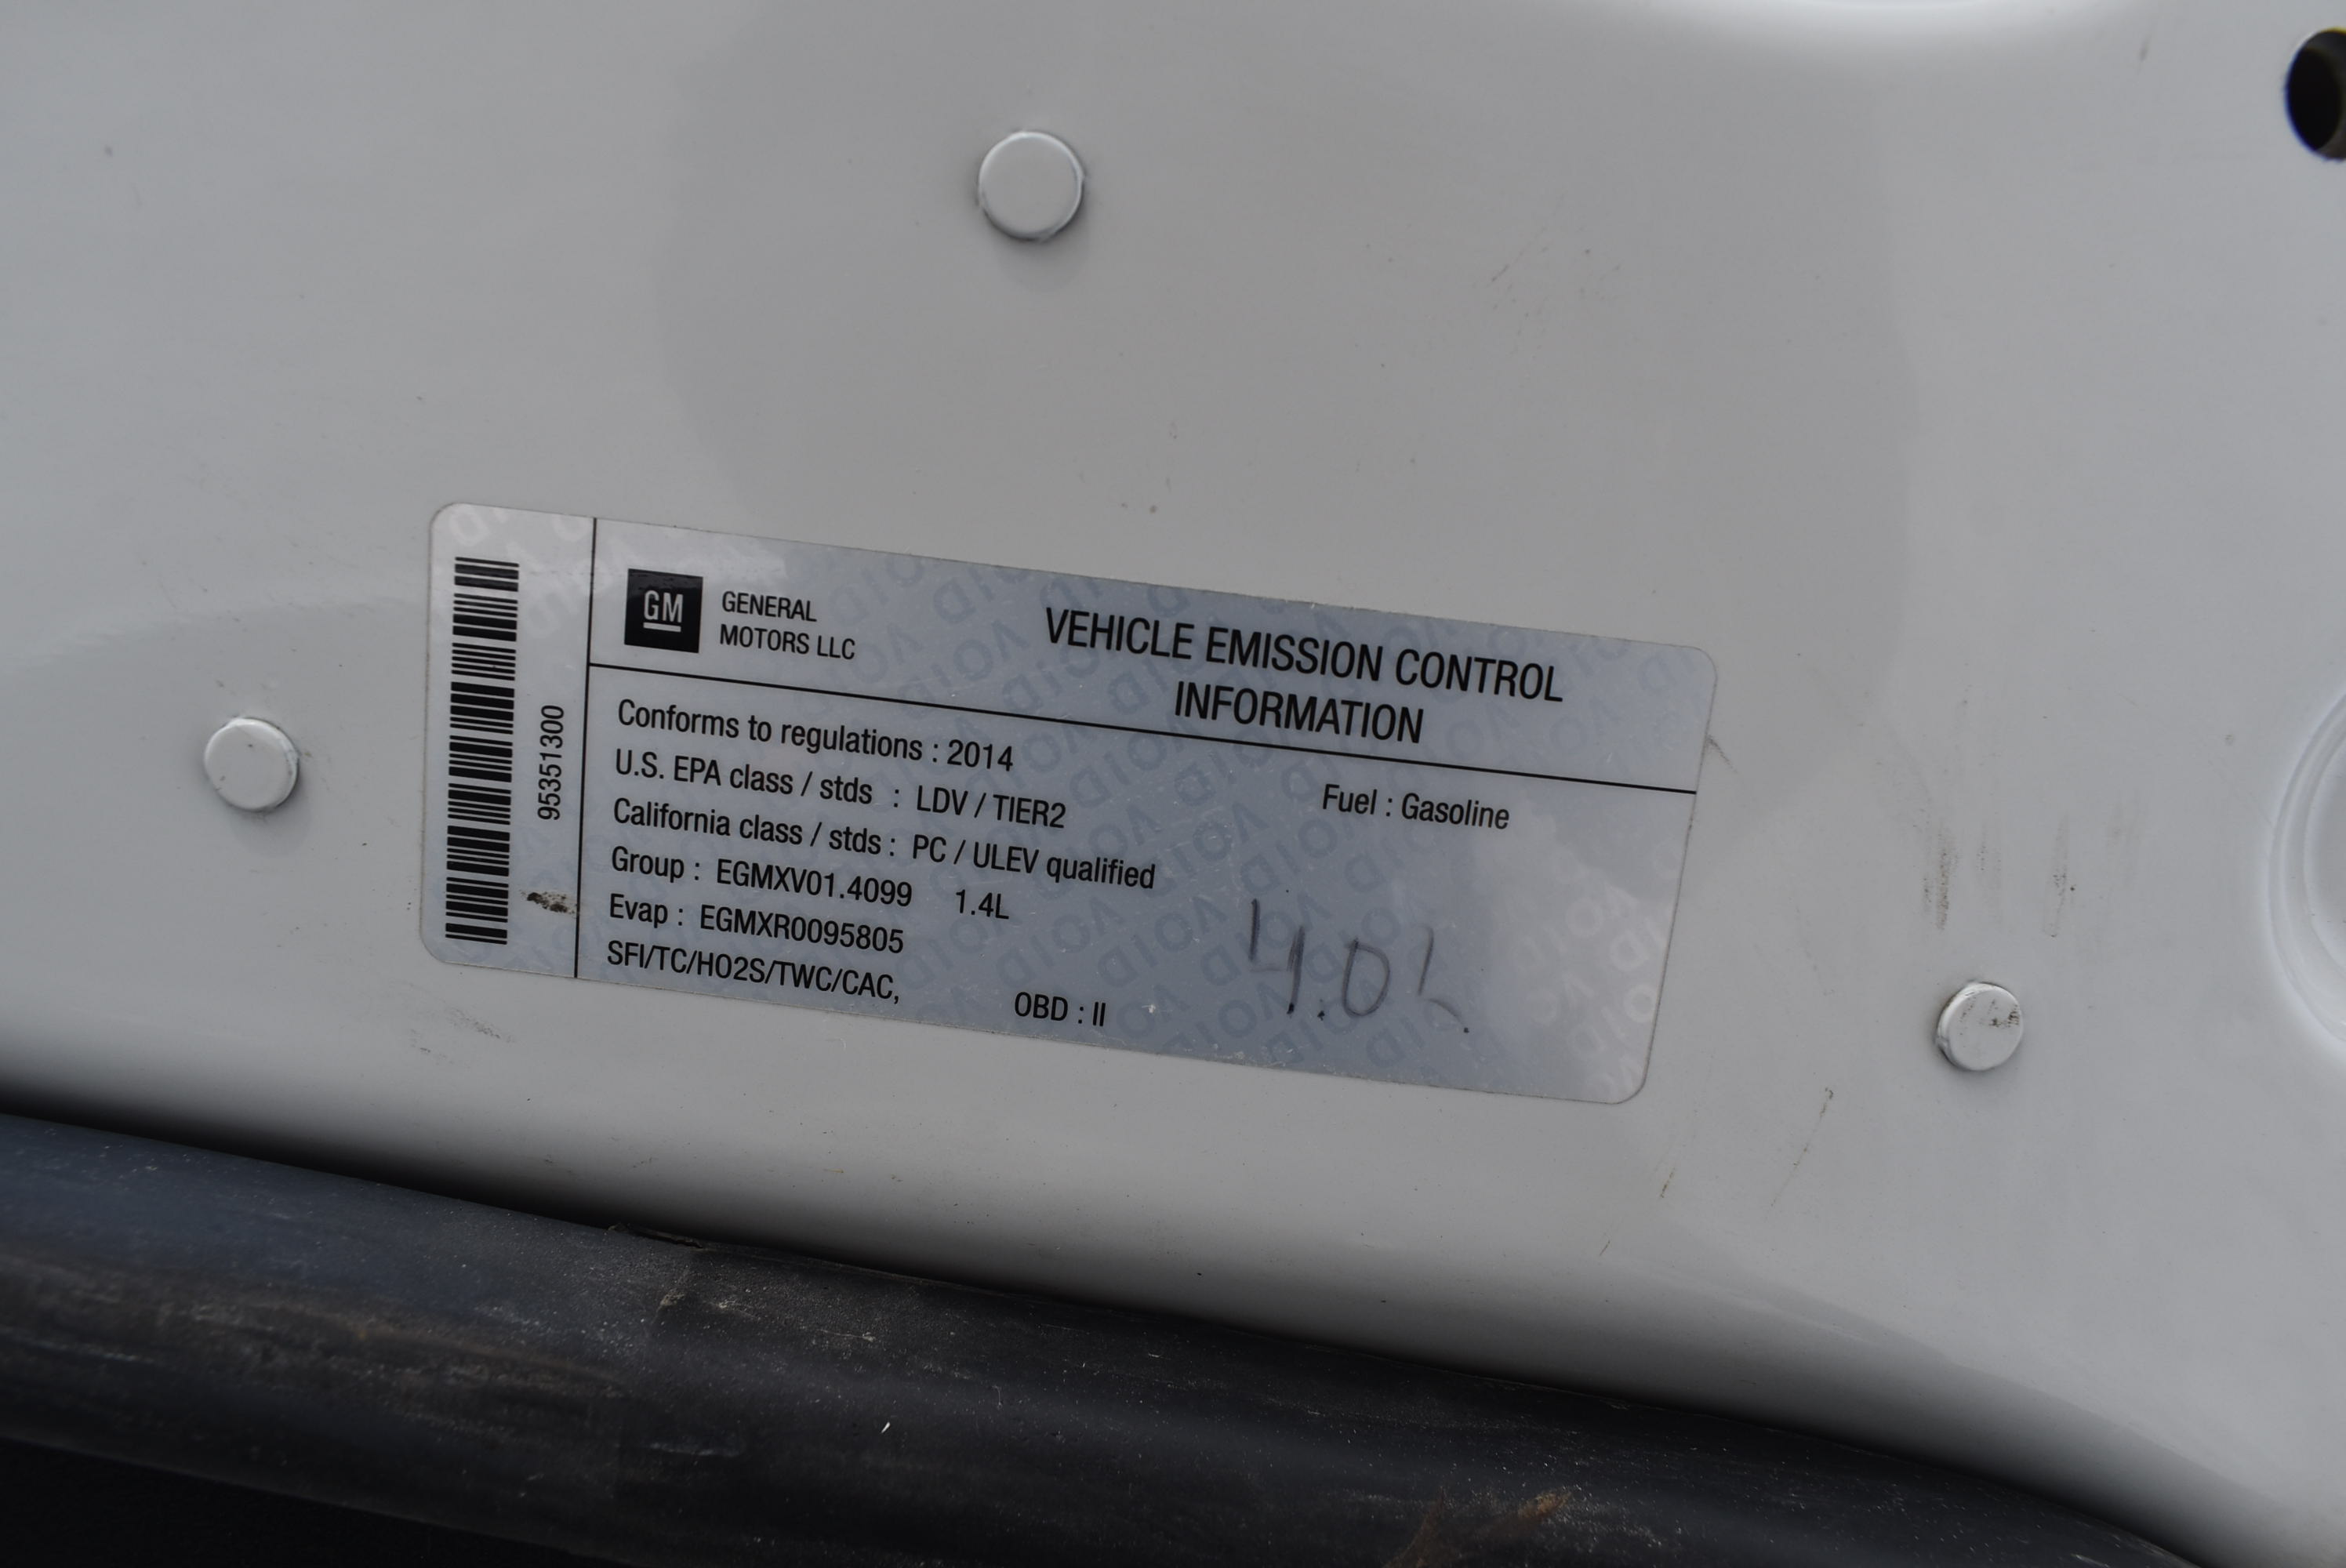 GM
GENERAL
MOTORS LLC
VEHICLE EMISSION CONTROL
INFORMATION
95351300
Conforms to regulations : 2014
U.S. EPA class / stds : LDV / TIER2
Fuel : Gasoline
California class / stds : PC / ULEV qualified
Group : EGMXV01.4099 1.4L
Evap : EGMXR0095805
SFI/TC/HO2S/TWC/CAC,
OBD : II
4.0L